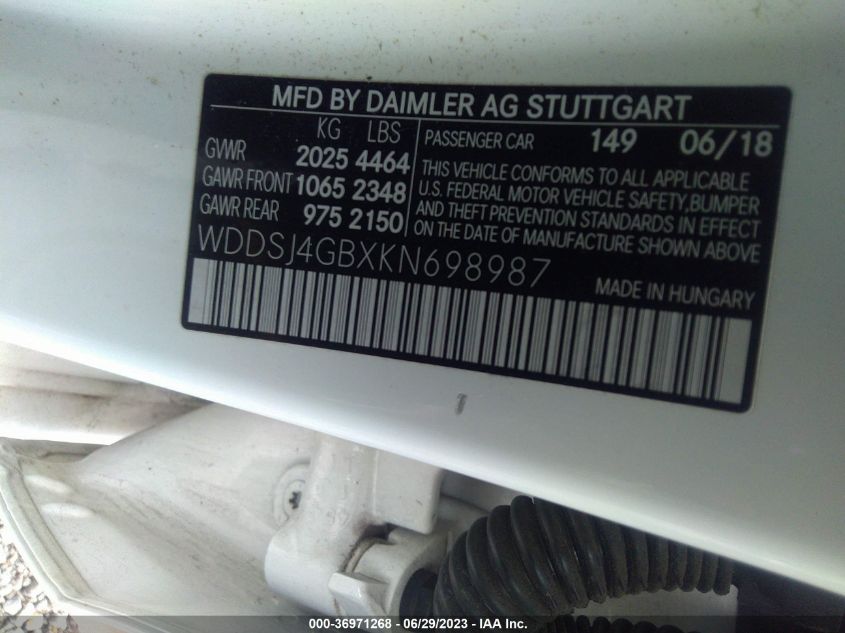 MFD BY DAIMLER AG STUTTGART
KG LBS
GVWR 2025 4464
GAWR FRONT 1065 2348
GAWR REAR 975 2150
PASSENGER CAR 149 06/18
THIS VEHICLE CONFORMS TO ALL APPLICABLE
U.S. FEDERAL MOTOR VEHICLE SAFETY,BUMPER
AND THEFT PREVENTION STANDARDS IN EFFECT
ON THE DATE OF MANUFACTURE SHOWN ABOVE
WDDSJ4GBXKN698987
MADE IN HUNGARY
000-36971268 - 06/29/2023 - IAA Inc.